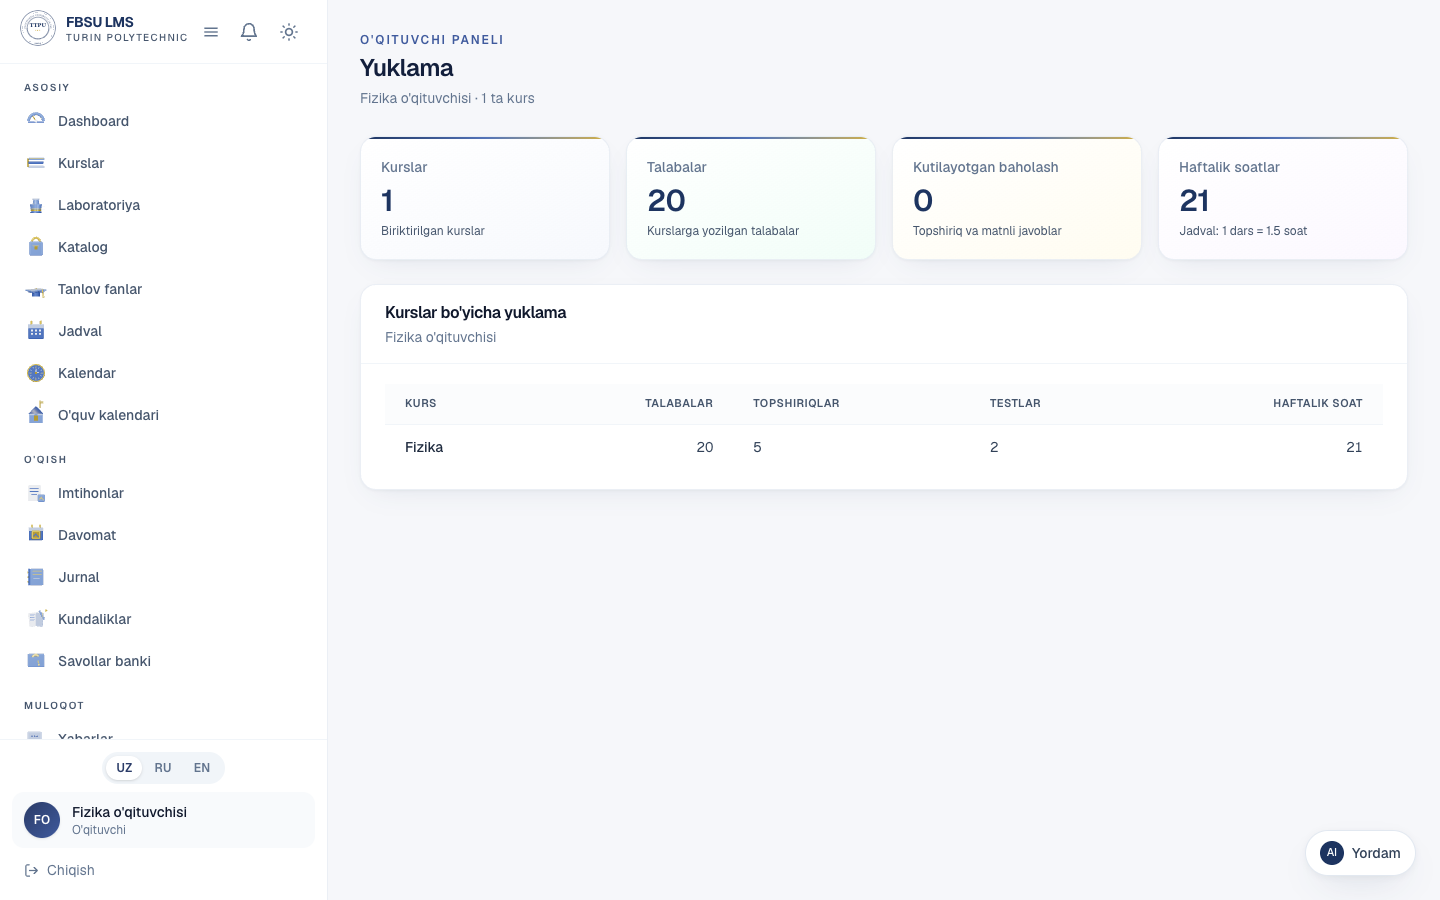 TTPU
FBSU LMS
TURIN POLYTECHNIC
ASOSIY
Dashboard
Kurslar
Laboratoriya
Katalog
Tanlov fanlar
Jadval
Kalendar
O'quv kalendari
O'QISH
Imtihonlar
Davomat
Jurnal
Kundaliklar
Savollar banki
MULOQOT
Xabarlar
UZ RU EN
FO
Fizika o'qituvchisi
O'qituvchi
Chiqish
O'QITUVCHI PANELI
Yuklama
Fizika o'qituvchisi · 1 ta kurs
Kurslar
1
Biriktirilgan kurslar
Talabalar
20
Kurslarga yozilgan talabalar
Kutilayotgan baholash
0
Topshiriq va matnli javoblar
Haftalik soatlar
21
Jadval: 1 dars = 1.5 soat
Kurslar bo'yicha yuklama
Fizika o'qituvchisi
KURS TALABALAR TOPSHIRIQLAR TESTLAR HAFTALIK SOAT
Fizika 20 5 2 21
AI Yordam